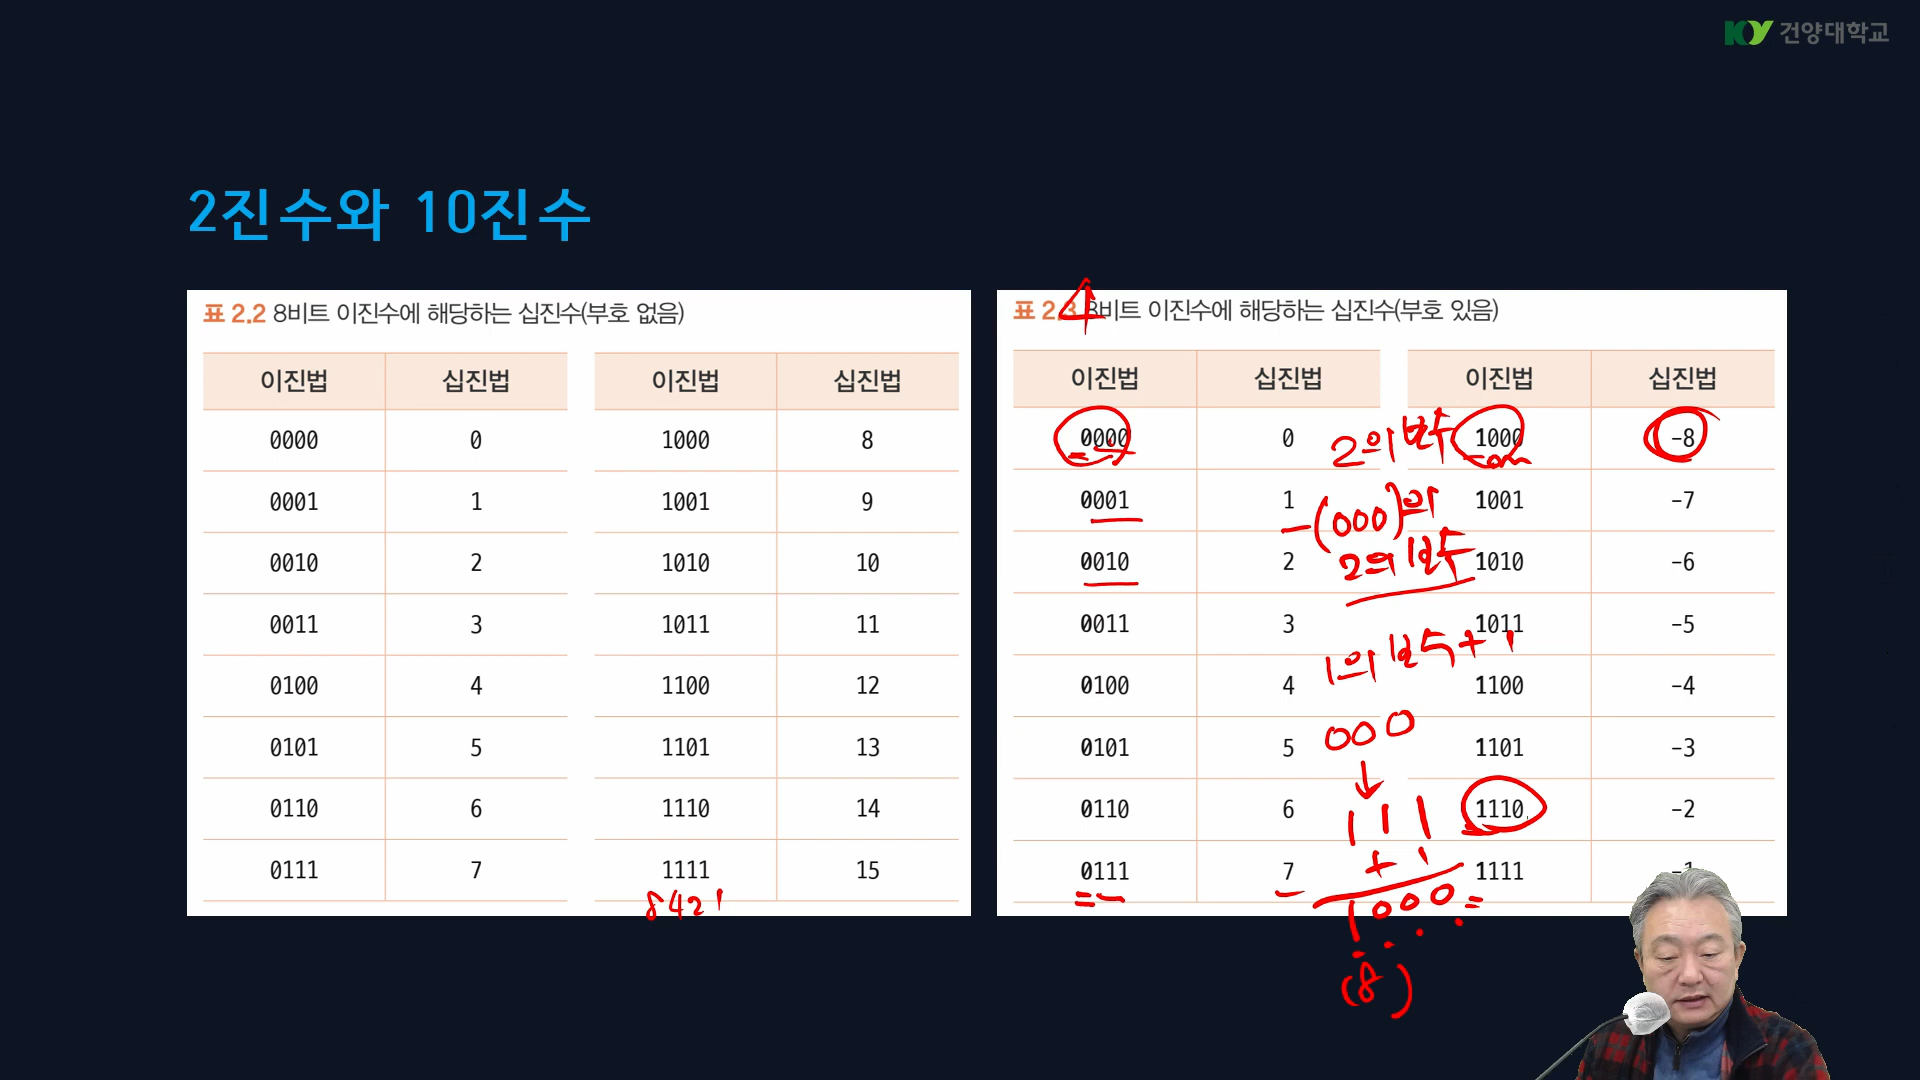 KY 건양대학교
2진수와 10진수
표 2.2 8비트 이진수에 해당하는 십진수(부호 없음)
이진법 십진법 이진법 십진법
0000 0 1000 8
0001 1 1001 9
0010 2 1010 10
0011 3 1011 11
0100 4 1100 12
0101 5 1101 13
0110 6 1110 14
0111 7 1111 15
8421
표 2.3 8비트 이진수에 해당하는 십진수(부호 있음)
4
이진법 십진법 이진법 십진법
0000 0 1000 -8
0001 1 1001 -7
0010 2 1010 -6
0011 3 1011 -5
0100 4 1100 -4
0101 5 1101 -3
0110 6 1110 -2
0111 7 1111 -1
2의 보수
-(000)의
2의 보수
1의 보수+1
000
111
+1
1000
(8)